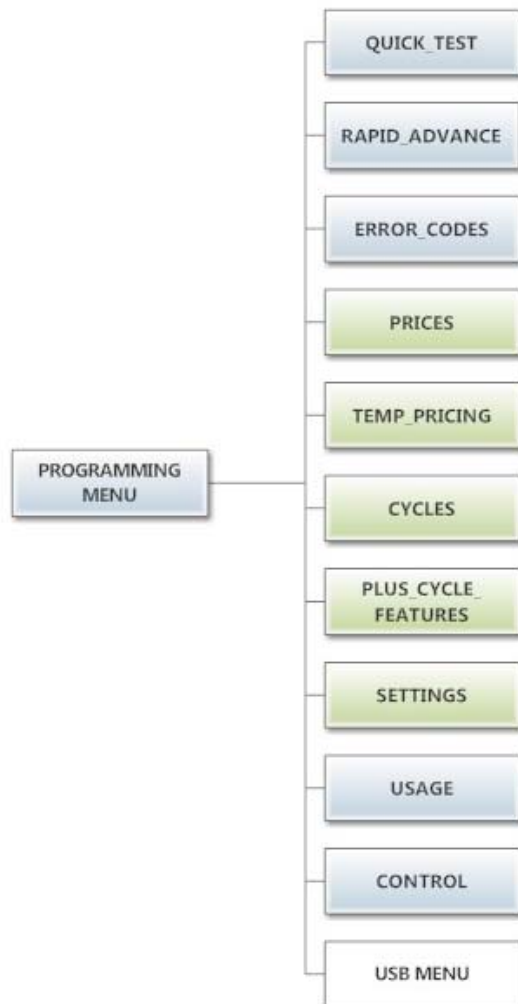 QUICK_TEST
RAPID_ADVANCE
ERROR_CODES
PRICES
TEMP_PRICING
PROGRAMMING
MENU
CYCLES
PLUS_CYCLE_
FEATURES
SETTINGS
USAGE
CONTROL
USB MENU